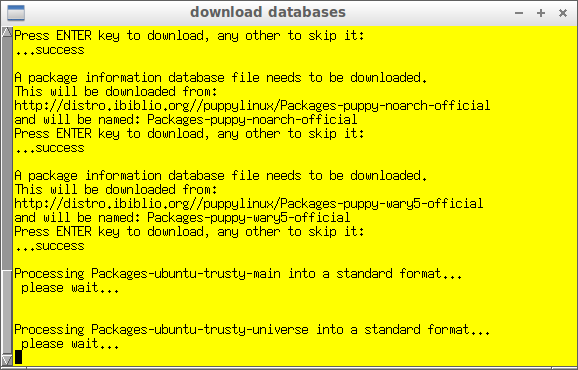 download databases
Press ENTER key to download, any other to skip it:
...success
A package information database file needs to be downloaded.
This will be downloaded from:
http://distro.ibiblio.org//puppylinux/Packages-puppy-noarch-official
and will be named: Packages-puppy-noarch-official
Press ENTER key to download, any other to skip it:
...success
A package information database file needs to be downloaded.
This will be downloaded from:
http://distro.ibiblio.org//puppylinux/Packages-puppy-wary5-official
and will be named: Packages-puppy-wary5-official
Press ENTER key to download, any other to skip it:
...success
Processing Packages-ubuntu-trusty-main into a standard format...
please wait...
Processing Packages-ubuntu-trusty-universe into a standard format...
please wait...